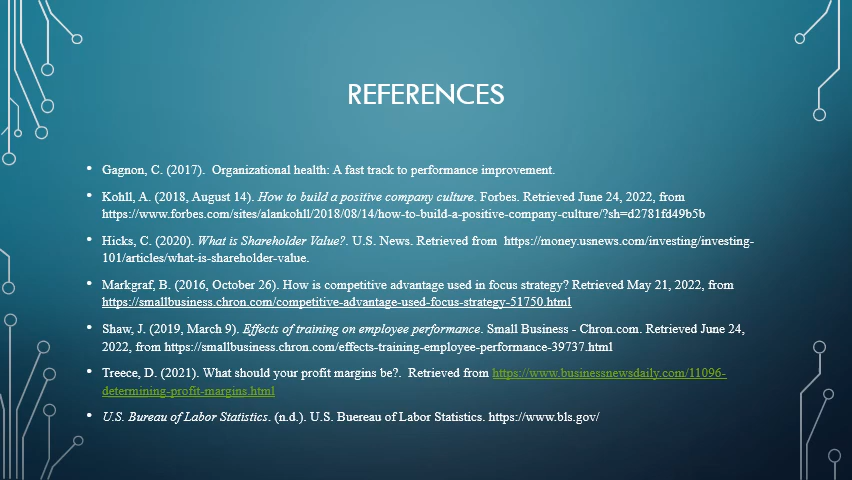 REFERENCES
• Gagnon, C. (2017).  Organizational health: A fast track to performance improvement.
• Kohll, A. (2018, August 14). How to build a positive company culture. Forbes. Retrieved June 24, 2022, from
https://www.forbes.com/sites/alankohll/2018/08/14/how-to-build-a-positive-company-culture/?sh=d2781fd49b5b
• Hicks, C. (2020). What is Shareholder Value?. U.S. News. Retrieved from  https://money.usnews.com/investing/investing-
101/articles/what-is-shareholder-value.
• Markgraf, B. (2016, October 26). How is competitive advantage used in focus strategy? Retrieved May 21, 2022, from
https://smallbusiness.chron.com/competitive-advantage-used-focus-strategy-51750.html
• Shaw, J. (2019, March 9). Effects of training on employee performance. Small Business - Chron.com. Retrieved June 24,
2022, from https://smallbusiness.chron.com/effects-training-employee-performance-39737.html
• Treece, D. (2021). What should your profit margins be?.  Retrieved from https://www.businessnewsdaily.com/11096-
determining-profit-margins.html
• U.S. Bureau of Labor Statistics. (n.d.). U.S. Buereau of Labor Statistics. https://www.bls.gov/